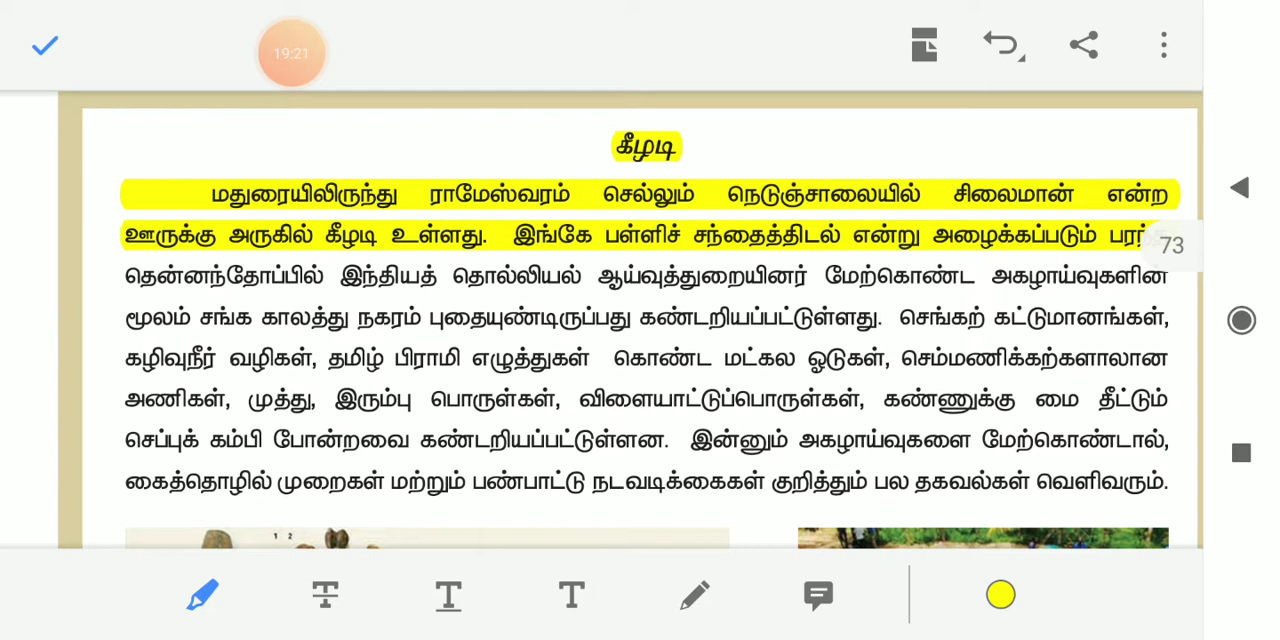 19:21
கீழடி
மதுரையிலிருந்து ராமேஸ்வரம் செல்லும் நெடுஞ்சாலையில் சிலைமான் என்ற
ஊருக்கு அருகில் கீழடி உள்ளது. இங்கே பள்ளிச் சந்தைத்திடல் என்று அழைக்கப்படும்
73
தென்னந்தோப்பில் இந்தியத் தொல்லியல் ஆய்வுத்துறையினர் மேற்கொண்ட அகழாய்வுகளின்
மூலம் சங்க காலத்து நகரம் புதையுண்டிருப்பது கண்டறியப்பட்டுள்ளது. செங்கற் கட்டுமானங்கள்,
கழிவுநீர் வழிகள், தமிழ் பிராமி எழுத்துகள் கொண்ட மட்கல ஓடுகள், செம்மணிக்கற்களாலான
அணிகள், முத்து, இரும்பு பொருள்கள், விளையாட்டுப்பொருள்கள், கண்ணுக்கு மை தீட்டும்
செப்புக் கம்பி போன்றவை கண்டறியப்பட்டுள்ளன. இன்னும் அகழாய்வுகளை மேற்கொண்டால்,
கைத்தொழில் முறைகள் மற்றும் பண்பாட்டு நடவடிக்கைகள் குறித்தும் பல தகவல்கள் வெளிவரும்.
1 2
T T T